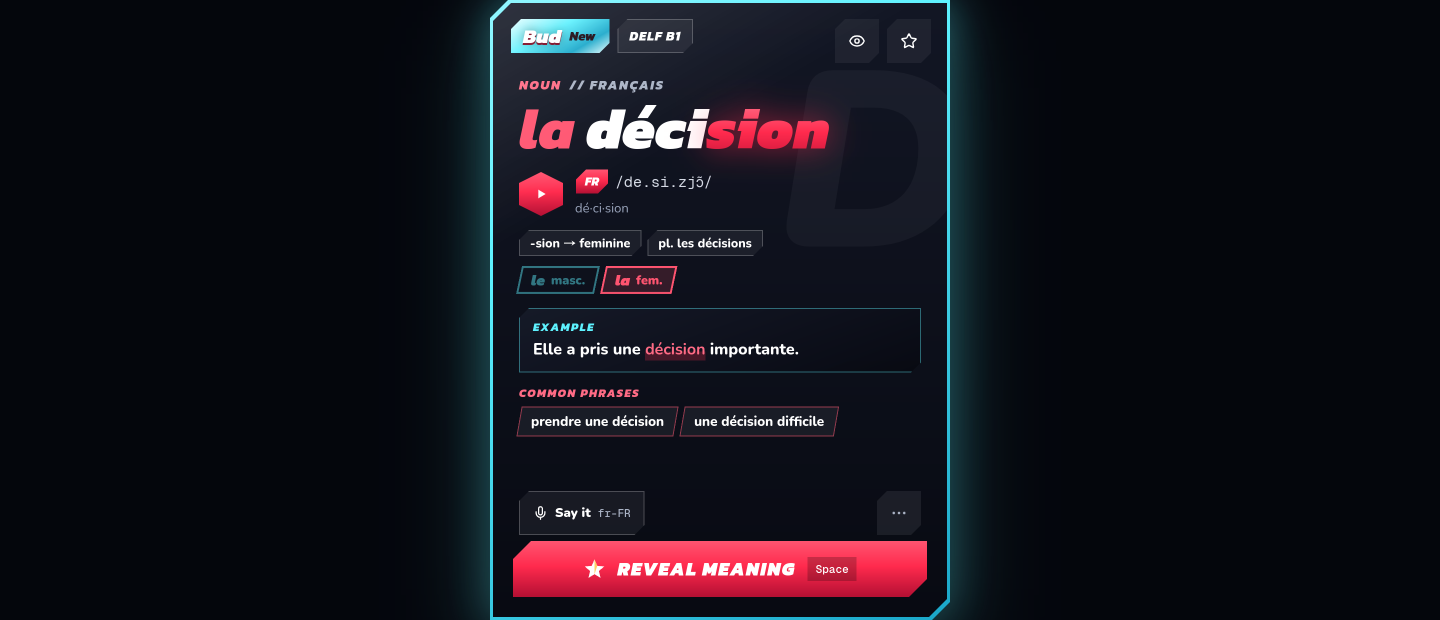 Bud New DELF B1
NOUN // FRANÇAIS
D
la décision
FR /de.si.zjɔ̃/
dé·ci·sion
-sion → feminine pl. les décisions
le masc. la fem.
EXAMPLE
Elle a pris une décision importante.
COMMON PHRASES
prendre une décision une décision difficile
Say it fr-FR ...
REVEAL MEANING Space